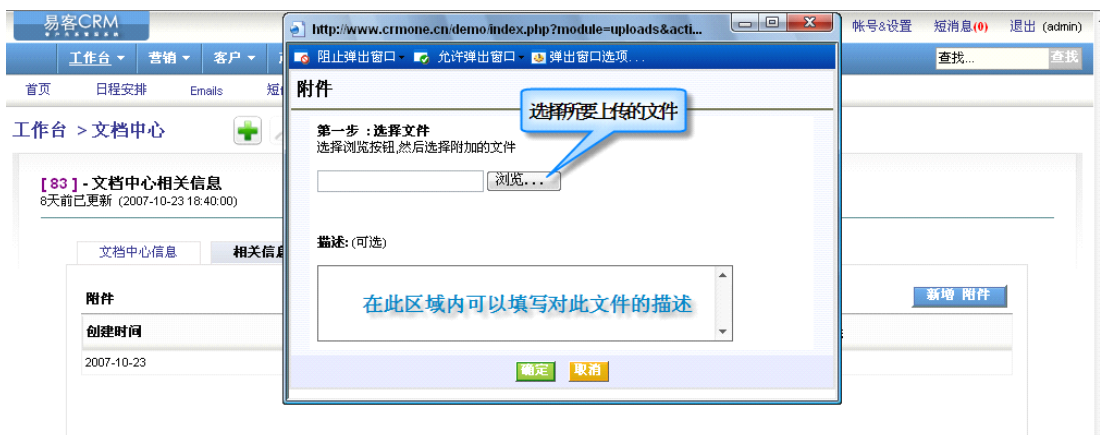 易客CRM
http://www.crmone.cn/demo/index.php?module=uploads&acti...
帐号&设置 短消息(0) 退出 (admin)
工作台 营销 客户
阻止弹出窗口 允许弹出窗口 弹出窗口选项...
查找... 查找
首页 日程安排 Emails
附件
选择所要上传的文件
工作台 > 文档中心
第一步 :选择文件
选择浏览按钮,然后选择附加的文件
浏览...
[ 83 ] - 文档中心相关信息
8天前已更新 (2007-10-23 18:40:00)
描述: (可选)
文档中心信息 相关信息
在此区域内可以填写对此文件的描述
附件
新增 附件
创建时间
2007-10-23
确定 取消